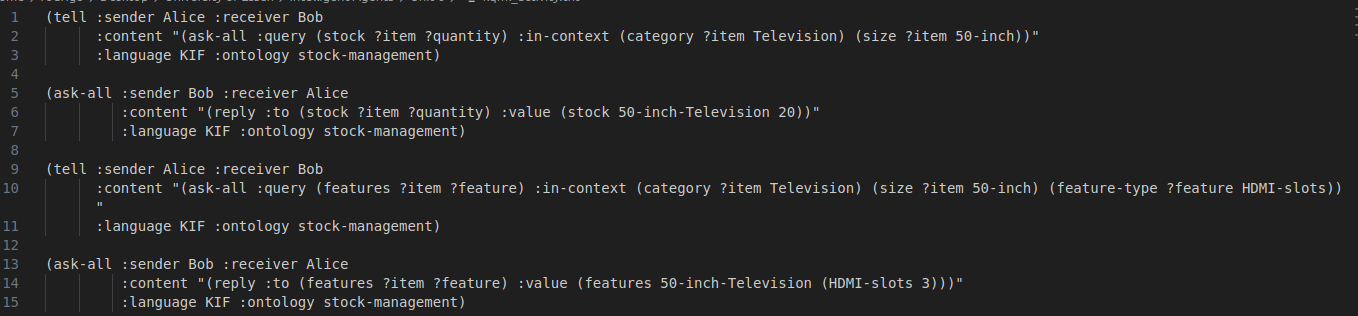 1 (tell :sender Alice :receiver Bob
2 :content "(ask-all :query (stock ?item ?quantity) :in-context (category ?item Television) (size ?item 50-inch))"
3 :language KIF :ontology stock-management)
4
5 (ask-all :sender Bob :receiver Alice
6 :content "(reply :to (stock ?item ?quantity) :value (stock 50-inch-Television 20))"
7 :language KIF :ontology stock-management)
8
9 (tell :sender Alice :receiver Bob
10 :content "(ask-all :query (features ?item ?feature) :in-context (category ?item Television) (size ?item 50-inch) (feature-type ?feature HDMI-slots))
"
11 :language KIF :ontology stock-management)
12
13 (ask-all :sender Bob :receiver Alice
14 :content "(reply :to (features ?item ?feature) :value (features 50-inch-Television (HDMI-slots 3)))"
15 :language KIF :ontology stock-management)